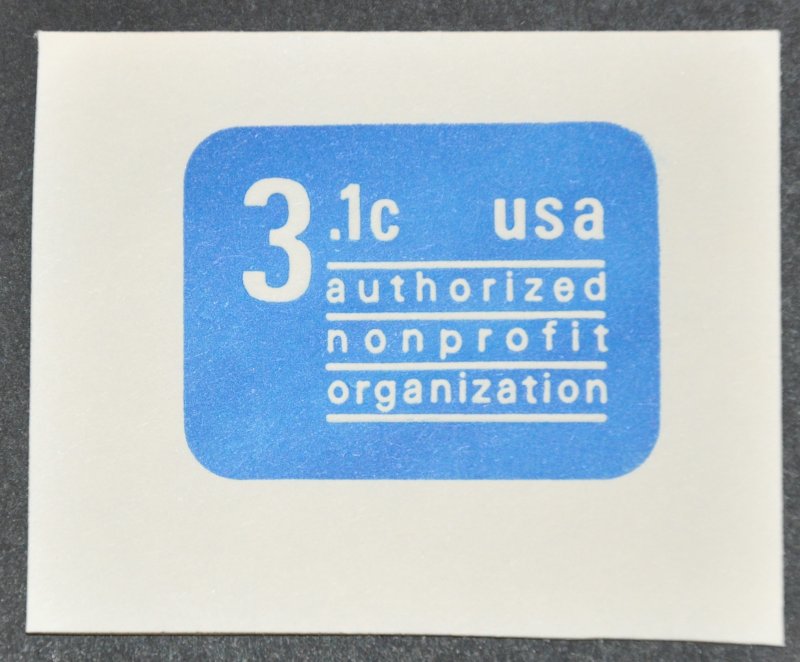 3.1c usa
authorized
nonprofit
organization